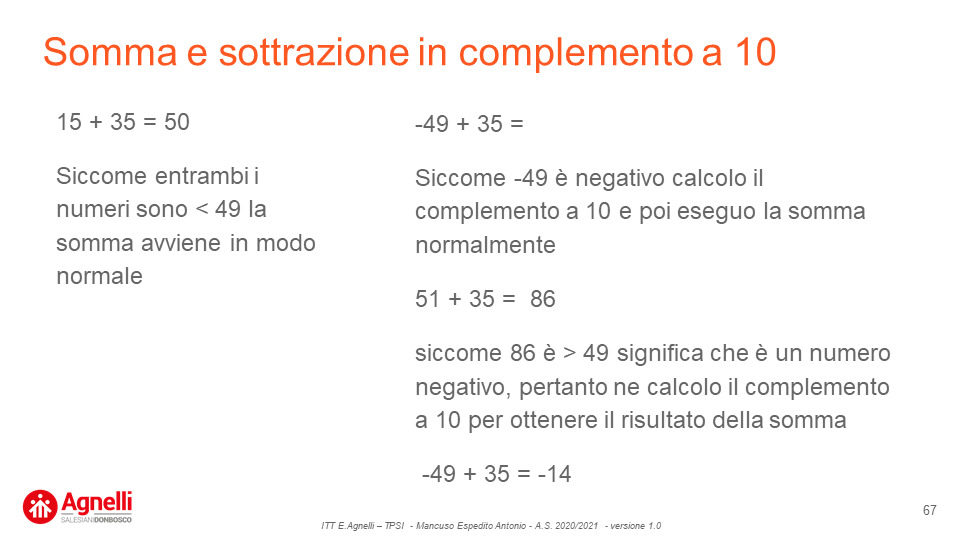 Somma e sottrazione in complemento a 10
15 + 35 = 50
Siccome entrambi i
numeri sono < 49 la
somma avviene in modo
normale
-49 + 35 =
Siccome -49 è negativo calcolo il
complemento a 10 e poi eseguo la somma
normalmente
51 + 35 = 86
siccome 86 è > 49 significa che è un numero
negativo, pertanto ne calcolo il complemento
a 10 per ottenere il risultato della somma
-49 + 35 = -14
Agnelli
SALESIANIDONBOSCO
ITT E.Agnelli – TPSI - Mancuso Espedito Antonio - A.S. 2020/2021 - versione 1.0
67